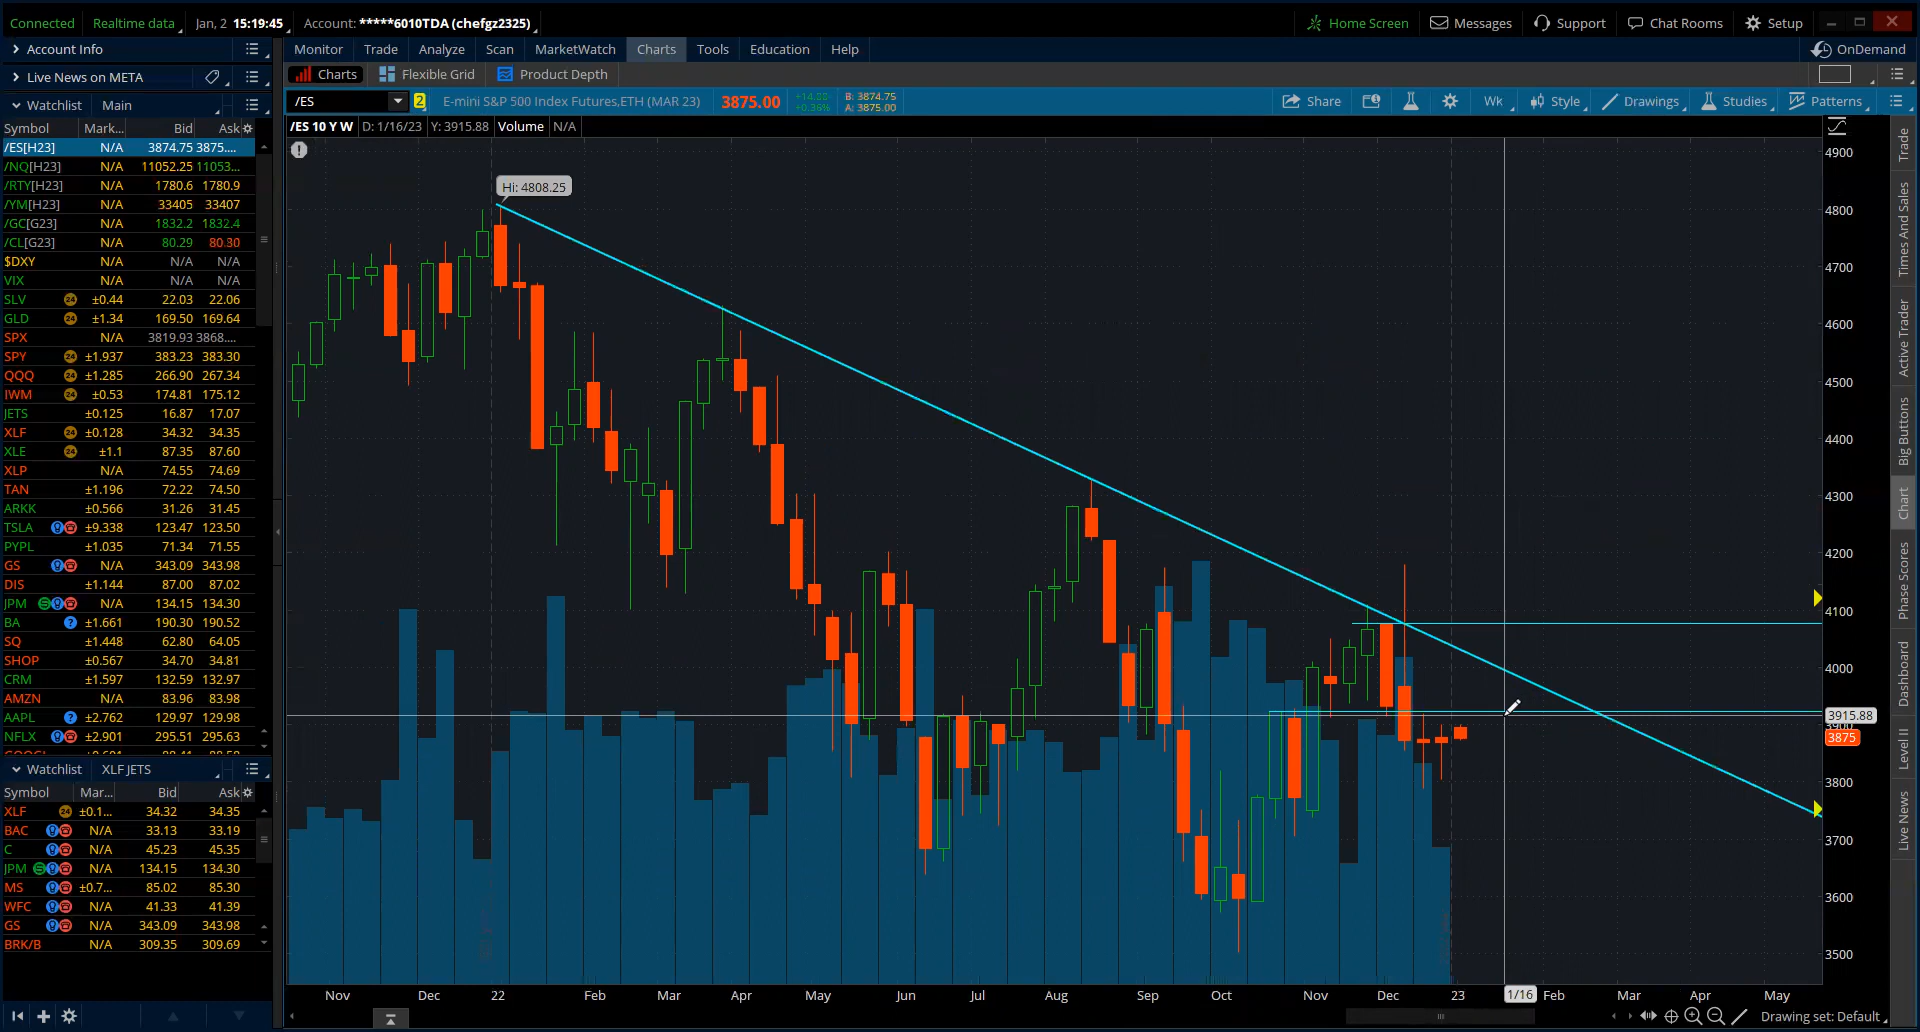 Connected Realtime data Jan, 2 15:19:45 Account: *****6010TDA (chefgz2325) Home Screen Messages Support Chat Rooms Setup
Account Info Monitor Trade Analyze Scan MarketWatch Charts Tools Education Help OnDemand
Live News on META Charts Flexible Grid Product Depth
Watchlist Main /ES 2 E-mini S&P 500 Index Futures,ETH (MAR 23) 3875.00 +0.36% B: 3874.75 A: 3875.00 Share Wk Style Drawings Studies Patterns
Symbol Mark... Bid Ask /ES 10 Y W D: 1/16/23 Y: 3915.88 Volume N/A
/ES[H23] N/A 3874.75 3875....
/NQ[H23] N/A 11052.25 11053...
/RTY[H23] N/A 1780.6 1780.9
/YM[H23] N/A 33405 33407
/GC[G23] N/A 1832.2 1832.4
/CL[G23] N/A 80.29 80.30
$DXY N/A N/A N/A
VIX N/A N/A N/A
SLV 24 ±0.44 22.03 22.06
GLD 24 ±1.34 169.50 169.64
SPX N/A 3819.93 3868....
SPY 24 ±1.937 383.23 383.30
QQQ 24 ±1.285 266.90 267.34
IWM 24 ±0.53 174.81 175.12
JETS ±0.125 16.87 17.07
XLF 24 ±0.128 34.32 34.35
XLE 24 ±1.1 87.35 87.60
XLP N/A 74.55 74.69
TAN ±1.196 72.22 74.50
ARKK ±0.566 31.26 31.45
TSLA ±9.338 123.47 123.50
PYPL ±1.035 71.34 71.55
GS N/A 343.09 343.98
DIS ±1.144 87.00 87.02
JPM N/A 134.15 134.30
BA ? ±1.661 190.30 190.52
SQ ±1.448 62.80 64.05
SHOP ±0.567 34.70 34.81
CRM ±1.597 132.59 132.97
AMZN N/A 83.96 83.98
AAPL ? ±2.762 129.97 129.98
NFLX ±2.901 295.51 295.63
Watchlist XLF JETS
Symbol Mar... Bid Ask
XLF 24 ±0.1... 34.32 34.35
BAC N/A 33.13 33.19
C N/A 45.23 45.35
JPM N/A 134.15 134.30
MS ±0.7... 85.02 85.30
WFC N/A 41.33 41.39
GS N/A 343.09 343.98
BRK/B N/A 309.35 309.69
Hi: 4808.25
4900
4800
4700
4600
4500
4400
4300
4200
4100
4000
3915.88
3875
3800
3700
3600
3500
Nov Dec 22 Feb Mar Apr May Jun Jul Aug Sep Oct Nov Dec 23 1/16 Feb Mar Apr May
Drawing set: Default
Trade
Times And Sales
Active Trader
Big Buttons
Chart
Phase Scores
Dashboard
Level II
Live News